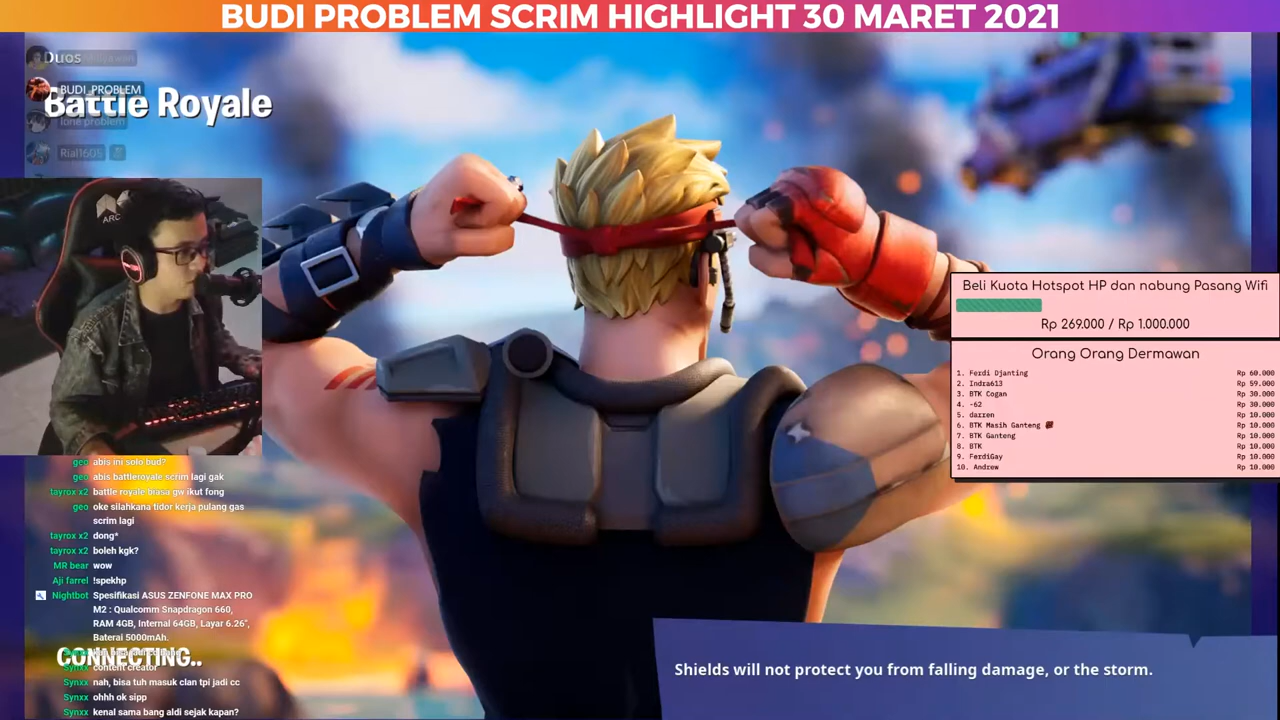 BUDI PROBLEM SCRIM HIGHLIGHT 30 MARET 2021
Duos
BUDI_PROBLEM
Battle Royale
lone problem
Rial1605
ARC
Beli Kuota Hotspot HP dan nabung Pasang Wifi
Rp 269.000 / Rp 1.000.000
Orang Orang Dermawan
1. Ferdi Djanting Rp 60.000
2. Indra613 Rp 59.000
3. BTK Cogan Rp 30.000
4. -62 Rp 30.000
5. darren Rp 10.000
6. BTK Masih Ganteng Rp 10.000
7. BTK Ganteng Rp 10.000
8. BTK Rp 10.000
9. FerdiGay Rp 10.000
10. Andrew Rp 10.000
geo abis ini solo bud?
geo abis battleroyale scrim lagi gak
tayrox x2 battle royale biasa gw ikut fong
geo oke silahkana tidor kerja pulang gas
scrim lagi
tayrox x2 dong*
tayrox x2 boleh kgk?
MR bear wow
Aji farrel !spekhp
Nightbot Spesifikasi ASUS ZENFONE MAX PRO
M2 : Qualcomm Snapdragon 660,
RAM 4GB, Internal 64GB, Layar 6.26",
Baterai 5000mAh.
CONNECTING..
Synxx content creator
Synxx nah, bisa tuh masuk clan tpi jadi cc
Synxx ohhh ok sipp
Synxx kenal sama bang aldi sejak kapan?
Shields will not protect you from falling damage, or the storm.